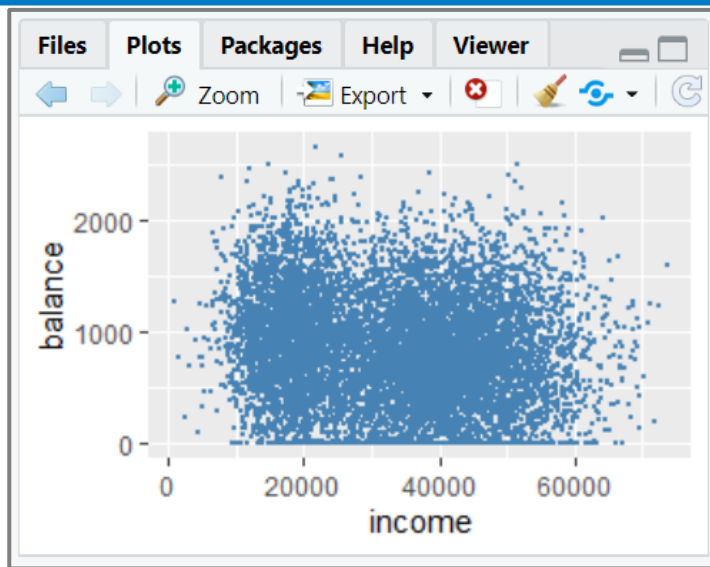 Files Plots Packages Help Viewer
Zoom Export
2000
1000
0
balance
0 20000 40000 60000
income